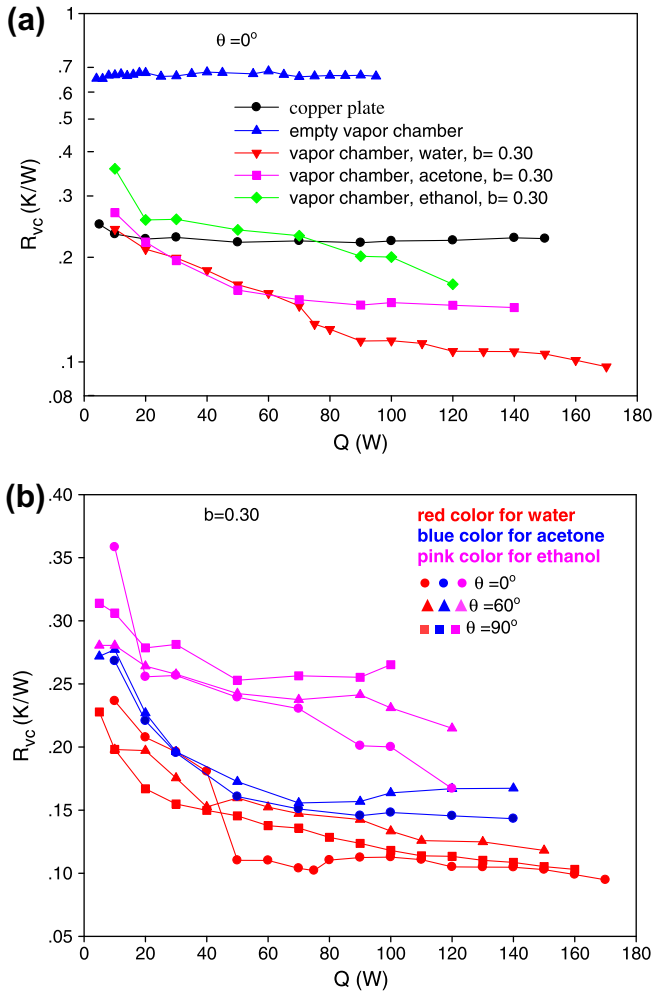 (a)
1
θ =0°
.7
.6
.5
.4
.3
.2
.1
.08
R_vc (K/W)
copper plate
empty vapor chamber
vapor chamber, water, b= 0.30
vapor chamber, acetone, b= 0.30
vapor chamber, ethanol, b= 0.30
0 20 40 60 80 100 120 140 160 180
Q (W)
(b)
.40
.35
.30
.25
.20
.15
.10
.05
R_vc (K/W)
b=0.30
red color for water
blue color for acetone
pink color for ethanol
θ =0°
θ =60°
θ =90°
0 20 40 60 80 100 120 140 160 180
Q (W)